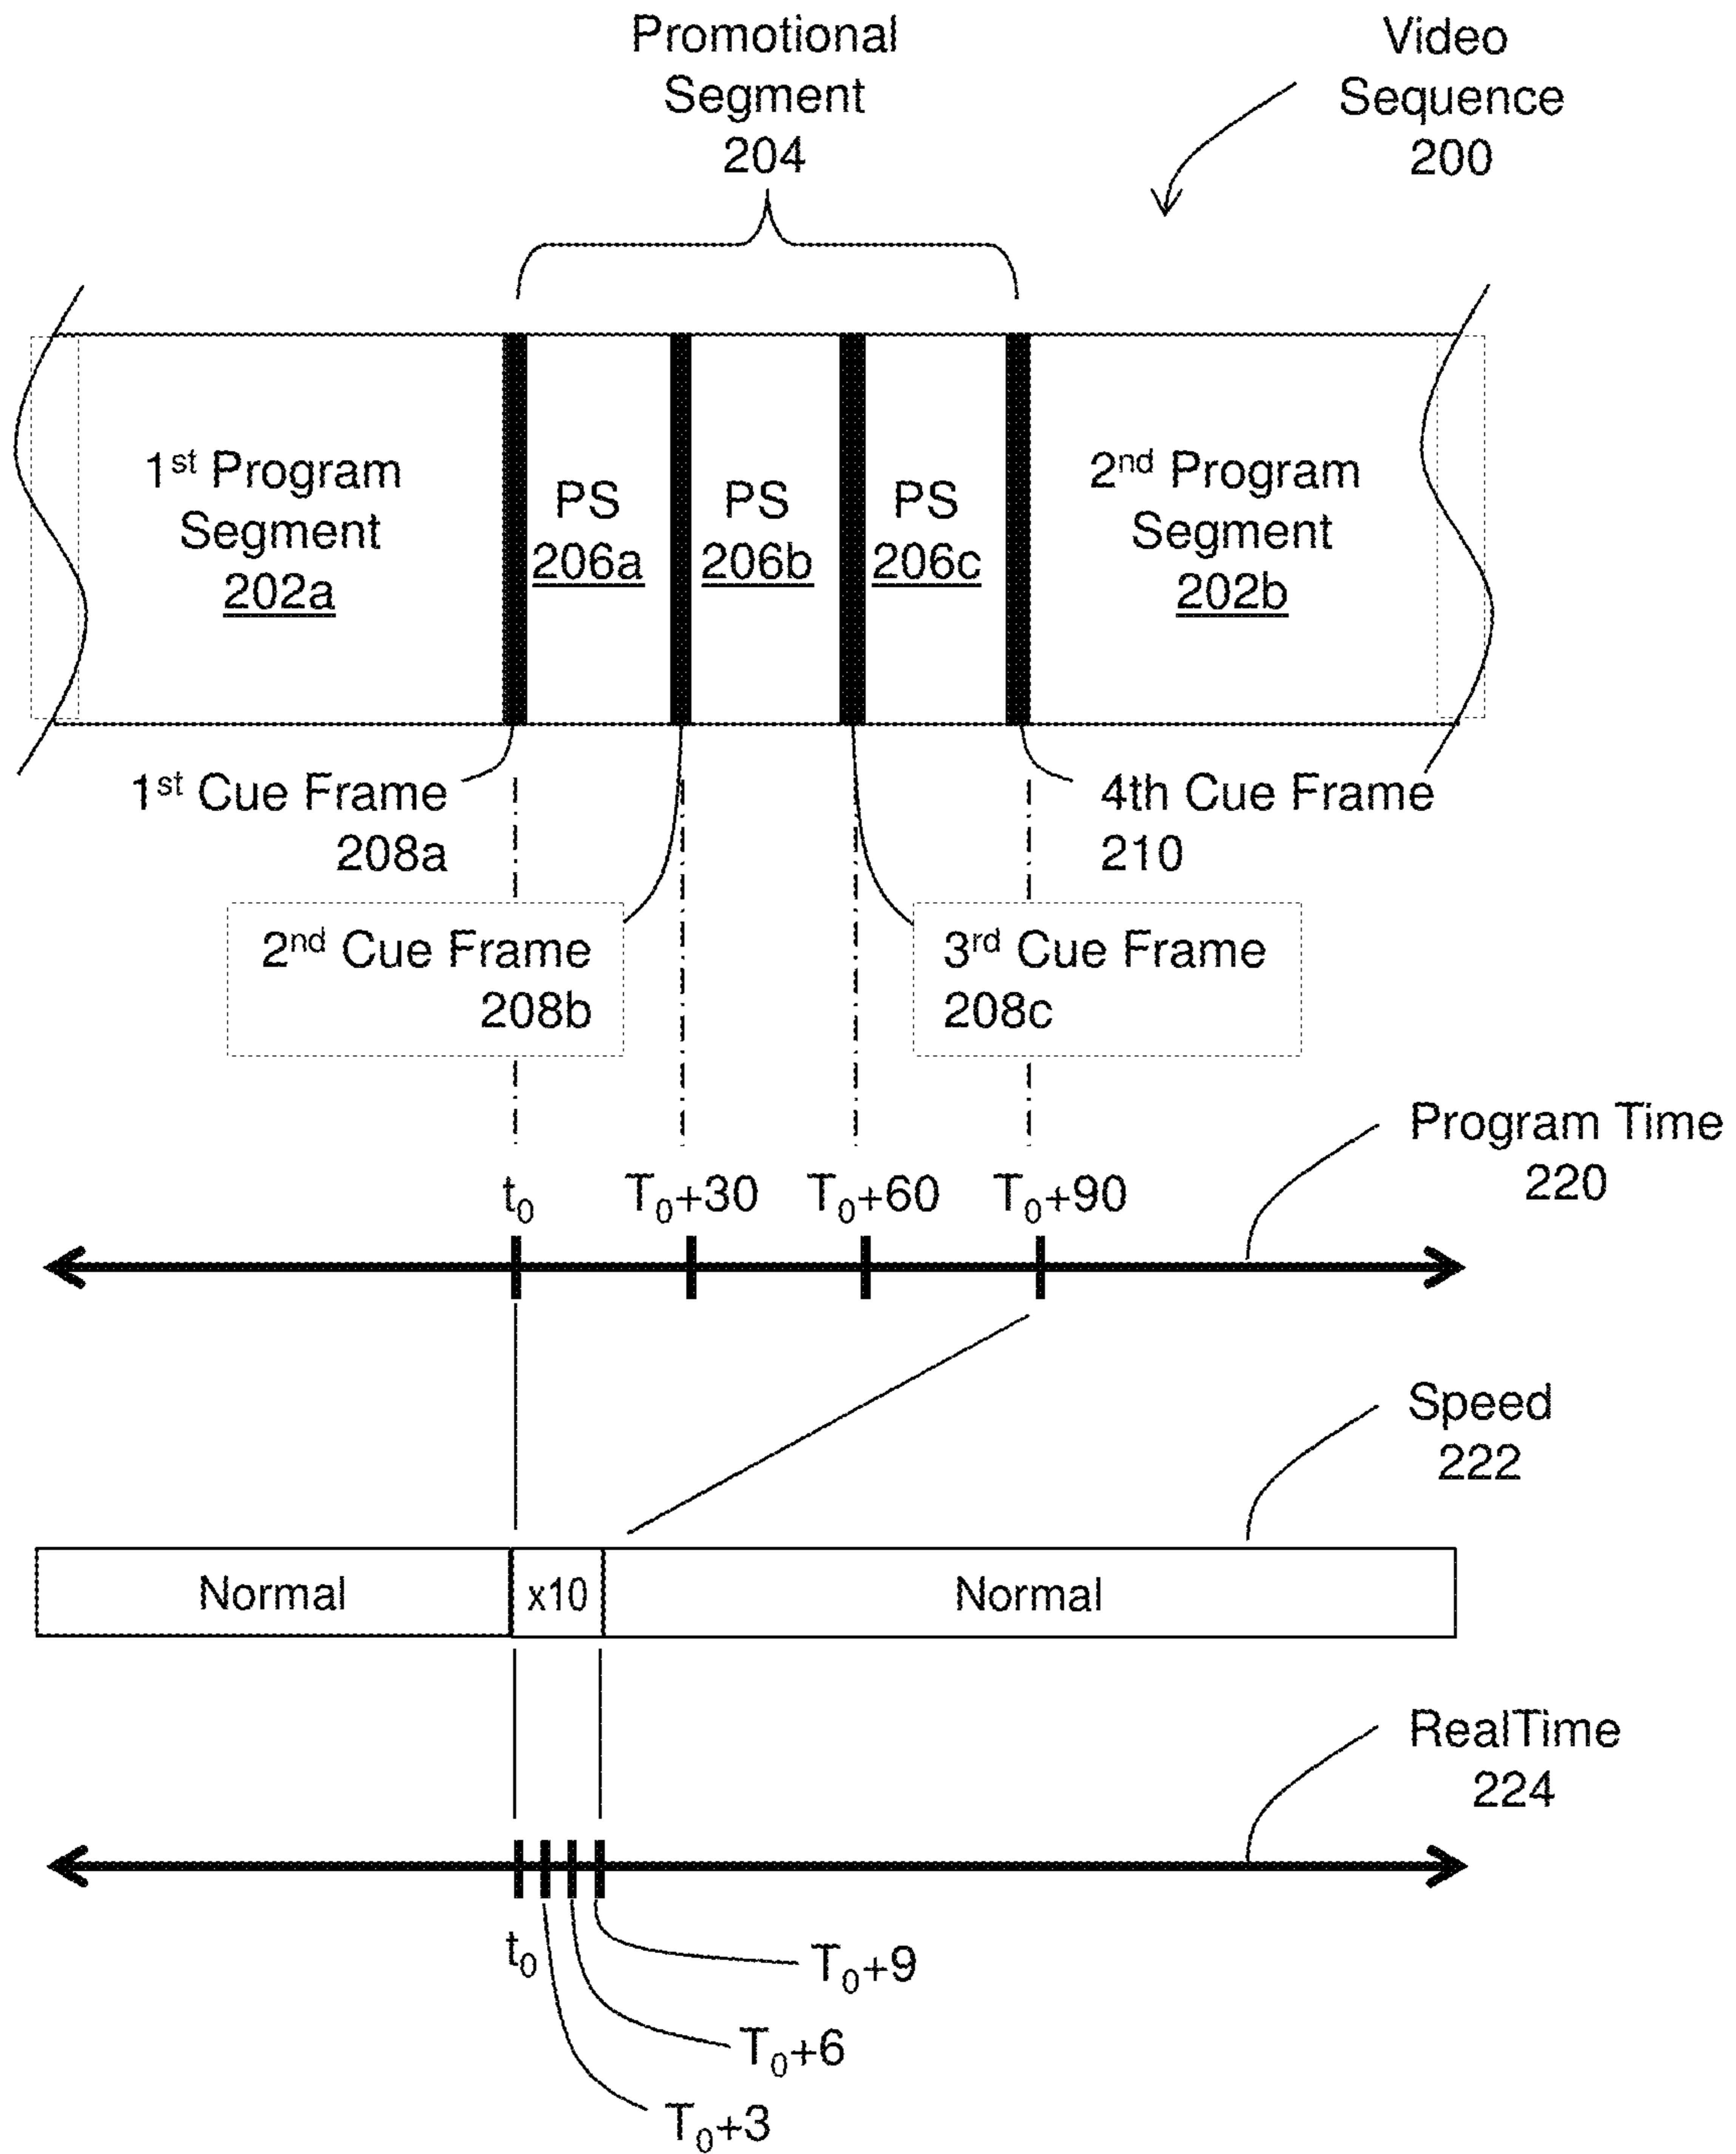 Promotional
Segment
204
Video
Sequence
200
1st Program
Segment
202a
PS
206a
PS
206b
PS
206c
2nd Program
Segment
202b
1st Cue Frame
208a
4th Cue Frame
210
2nd Cue Frame
208b
3rd Cue Frame
208c
Program Time
220
t0 T0+30 T0+60 T0+90
Speed
222
Normal x10 Normal
RealTime
224
t0
T0+9
T0+6
T0+3